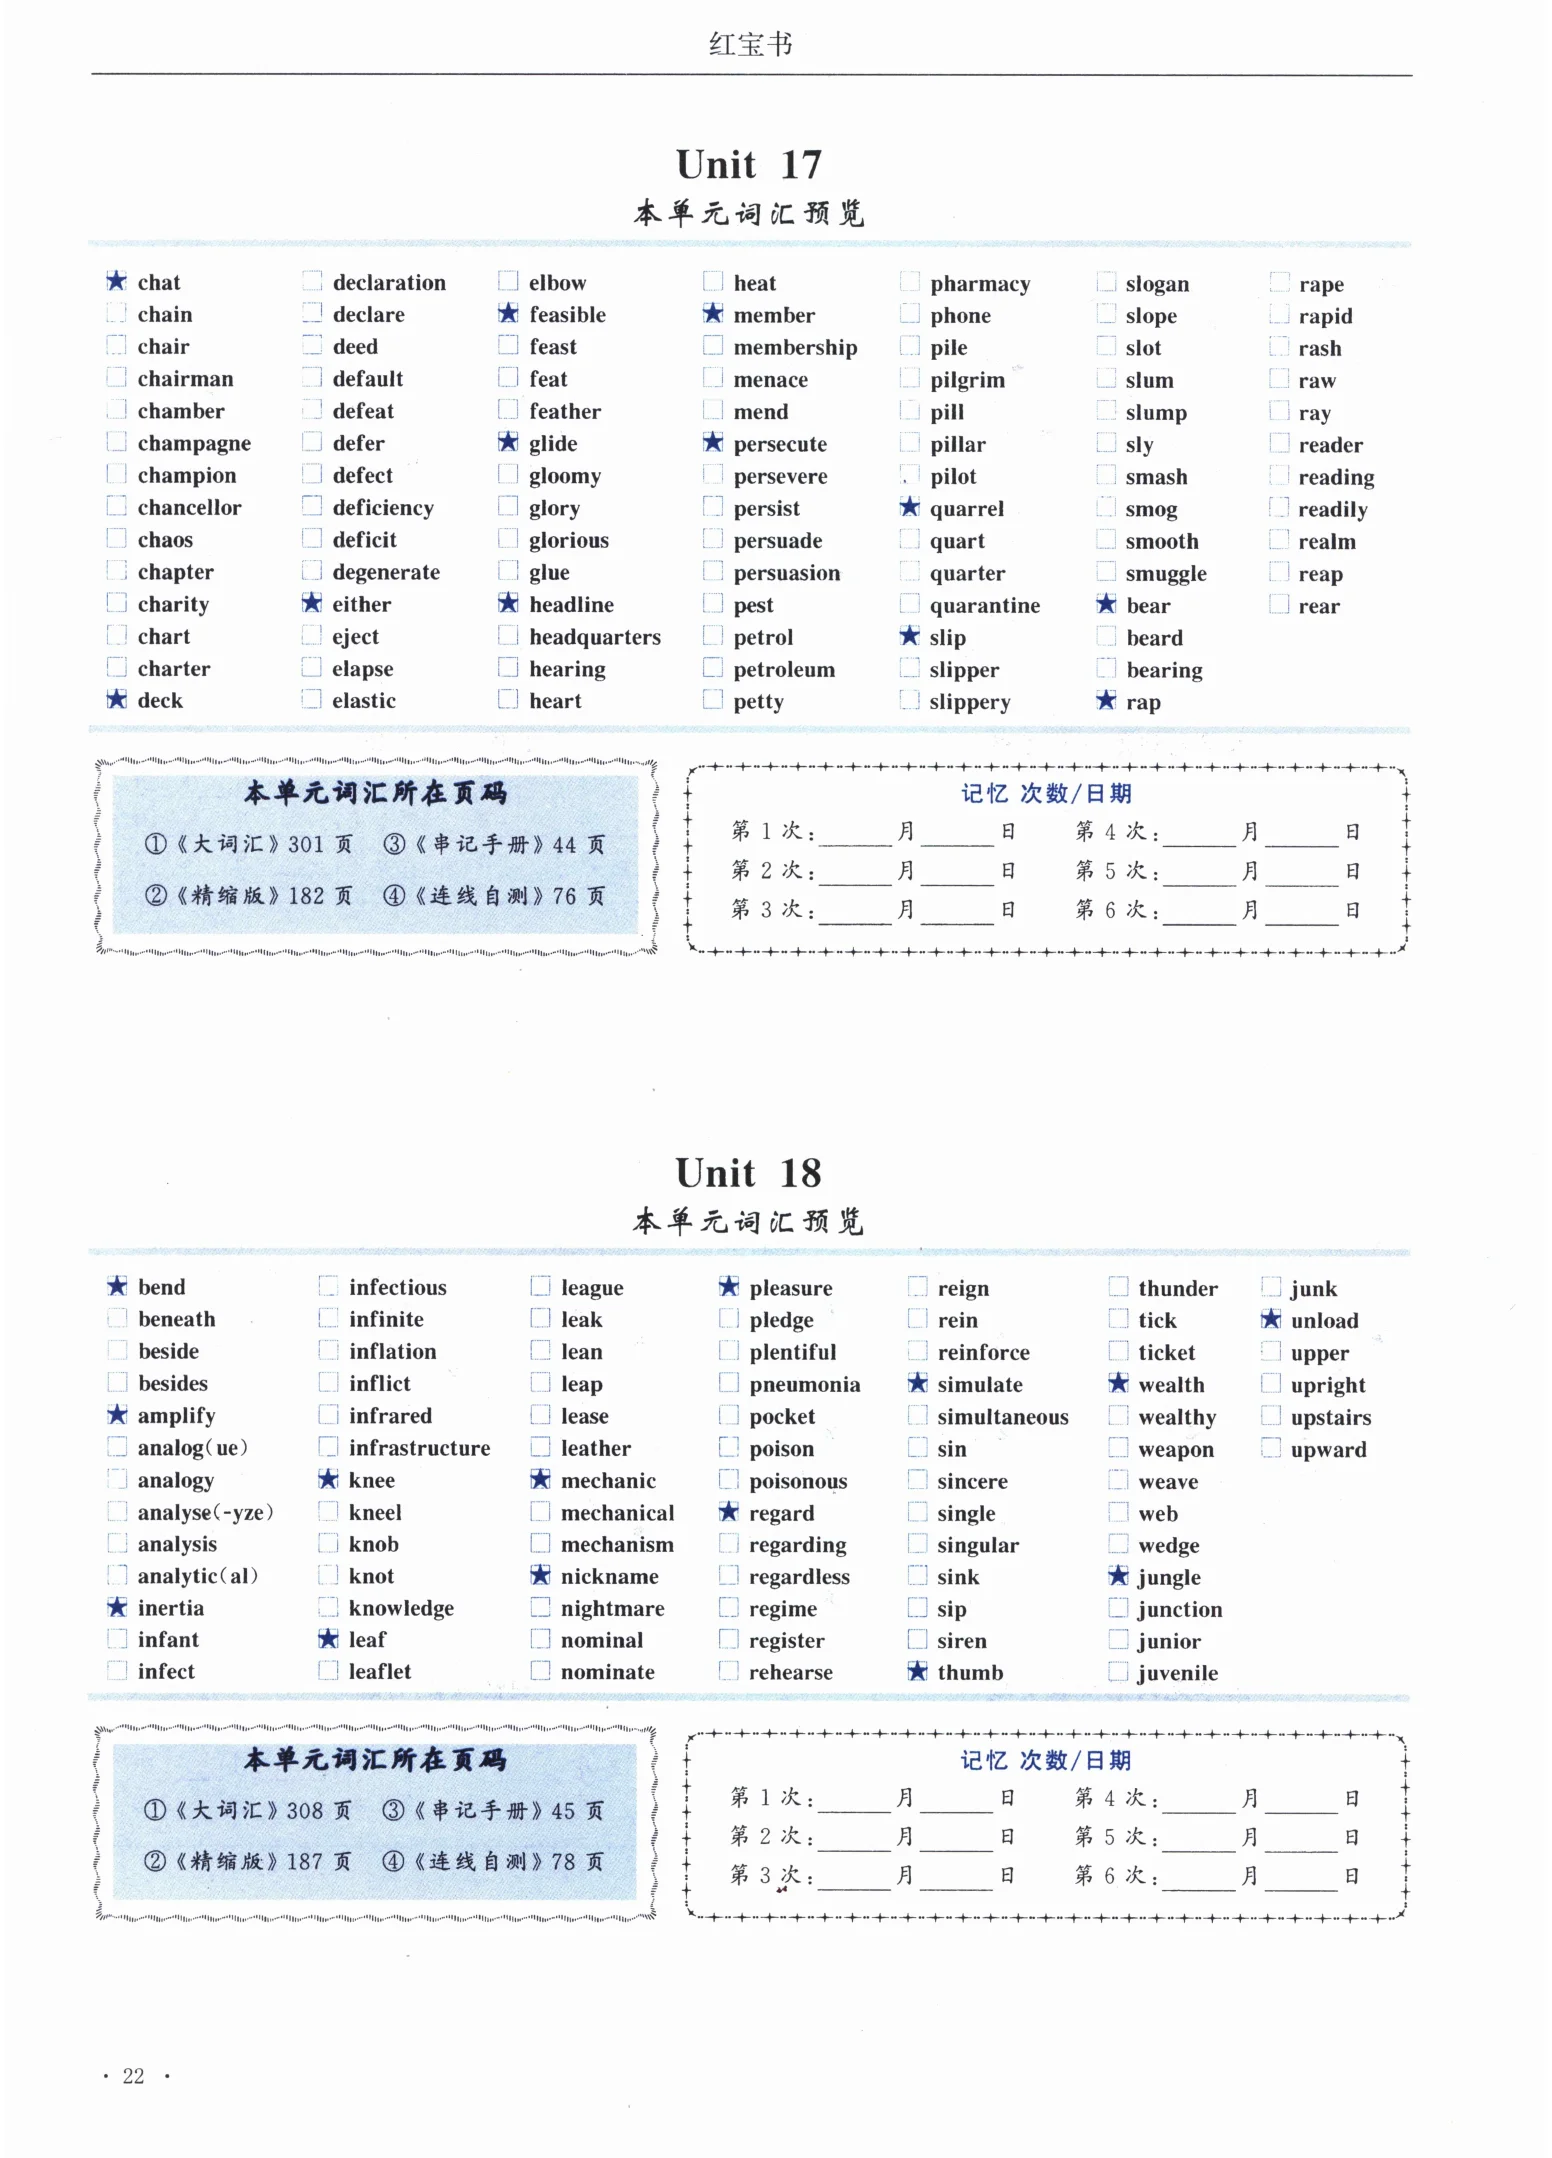 红宝书
Unit 17
本单元词汇预览
★ chat
chain
chair
chairman
chamber
champagne
champion
chancellor
chaos
chapter
charity
chart
charter
★ deck
declaration
declare
deed
default
defeat
defer
defect
deficiency
deficit
degenerate
★ either
eject
elapse
elastic
elbow
★ feasible
feast
feat
feather
★ glide
gloomy
glory
glorious
glue
★ headline
headquarters
hearing
heart
heat
★ member
membership
menace
mend
★ persecute
persevere
persist
persuade
persuasion
pest
petrol
petroleum
petty
pharmacy
phone
pile
pilgrim
pill
pillar
pilot
★ quarrel
quart
quarter
quarantine
★ slip
slipper
slippery
slogan
slope
slot
slum
slump
sly
smash
smog
smooth
smuggle
★ bear
beard
bearing
★ rap
rape
rapid
rash
raw
ray
reader
reading
readily
realm
reap
rear
本单元词汇所在页码
①《大词汇》301 页 ③《串记手册》44 页
②《精缩版》182 页 ④《连线自测》76 页
记忆 次数/日期
第 1 次:______月______日 第 4 次:______月______日
第 2 次:______月______日 第 5 次:______月______日
第 3 次:______月______日 第 6 次:______月______日
Unit 18
本单元词汇预览
★ bend
beneath
beside
besides
★ amplify
analog(ue)
analogy
analyse(-yze)
analysis
analytic(al)
★ inertia
infant
infect
infectious
infinite
inflation
inflict
infrared
infrastructure
★ knee
kneel
knob
knot
knowledge
★ leaf
leaflet
league
leak
lean
leap
lease
leather
★ mechanic
mechanical
mechanism
★ nickname
nightmare
nominal
nominate
★ pleasure
pledge
plentiful
pneumonia
pocket
poison
poisonous
★ regard
regarding
regardless
regime
register
rehearse
reign
rein
reinforce
★ simulate
simultaneous
sin
sincere
single
singular
sink
sip
siren
★ thumb
thunder
tick
ticket
★ wealth
wealthy
weapon
weave
web
wedge
★ jungle
junction
junior
juvenile
junk
★ unload
upper
upright
upstairs
upward
本单元词汇所在页码
①《大词汇》308 页 ③《串记手册》45 页
②《精缩版》187 页 ④《连线自测》78 页
记忆 次数/日期
第 1 次:______月______日 第 4 次:______月______日
第 2 次:______月______日 第 5 次:______月______日
第 3 次:______月______日 第 6 次:______月______日
· 22 ·